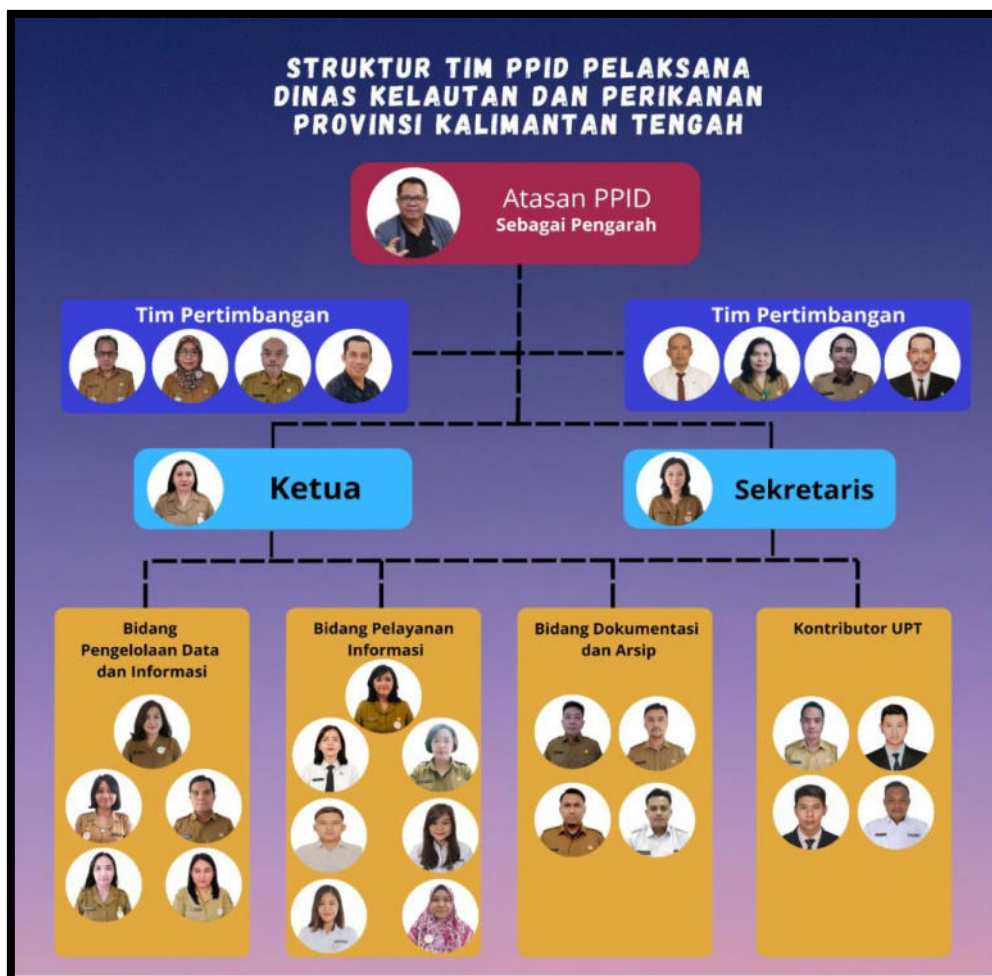 STRUKTUR TIM PPID PELAKSANA
DINAS KELAUTAN DAN PERIKANAN
PROVINSI KALIMANTAN TENGAH
Atasan PPID
Sebagai Pengarah
Tim Pertimbangan
Tim Pertimbangan
Ketua
Sekretaris
Bidang
Pengelolaan Data
dan Informasi
Bidang Pelayanan
Informasi
Bidang Dokumentasi
dan Arsip
Kontributor UPT